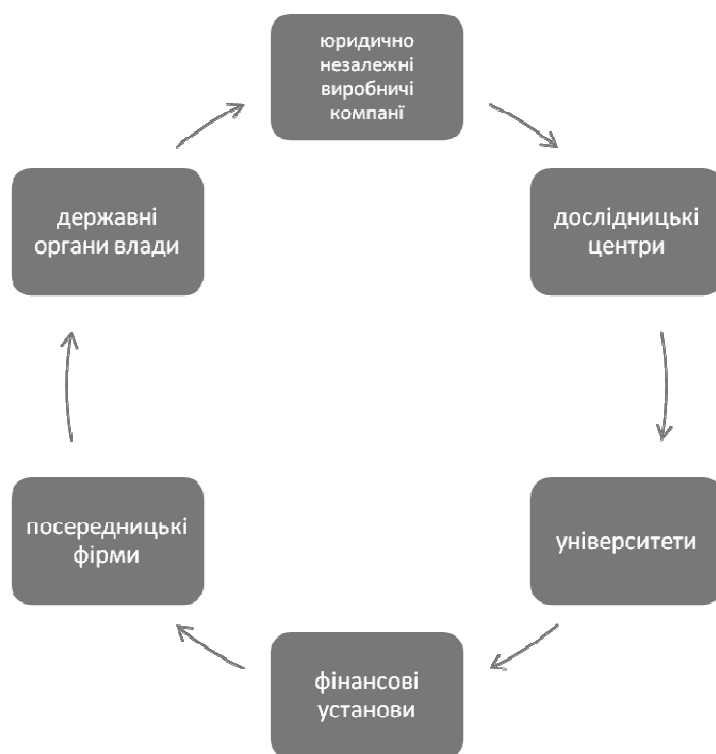 юридично
незалежні
виробничі
компанї
дослідницькі
центри
університети
фінансові
установи
посередницькі
фірми
державні
органи влади